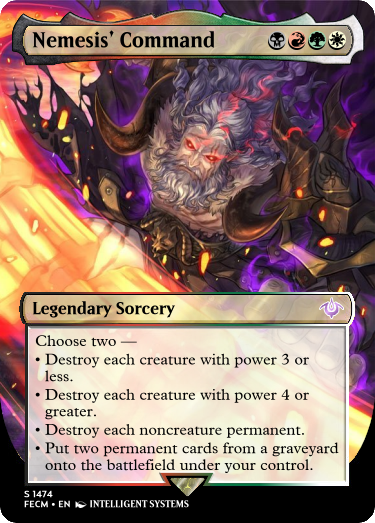 Nemesis' Command
Legendary Sorcery
Choose two —
• Destroy each creature with power 3 or
less.
• Destroy each creature with power 4 or
greater.
• Destroy each noncreature permanent.
• Put two permanent cards from a graveyard
onto the battlefield under your control.
S 1474
FECM • EN INTELLIGENT SYSTEMS